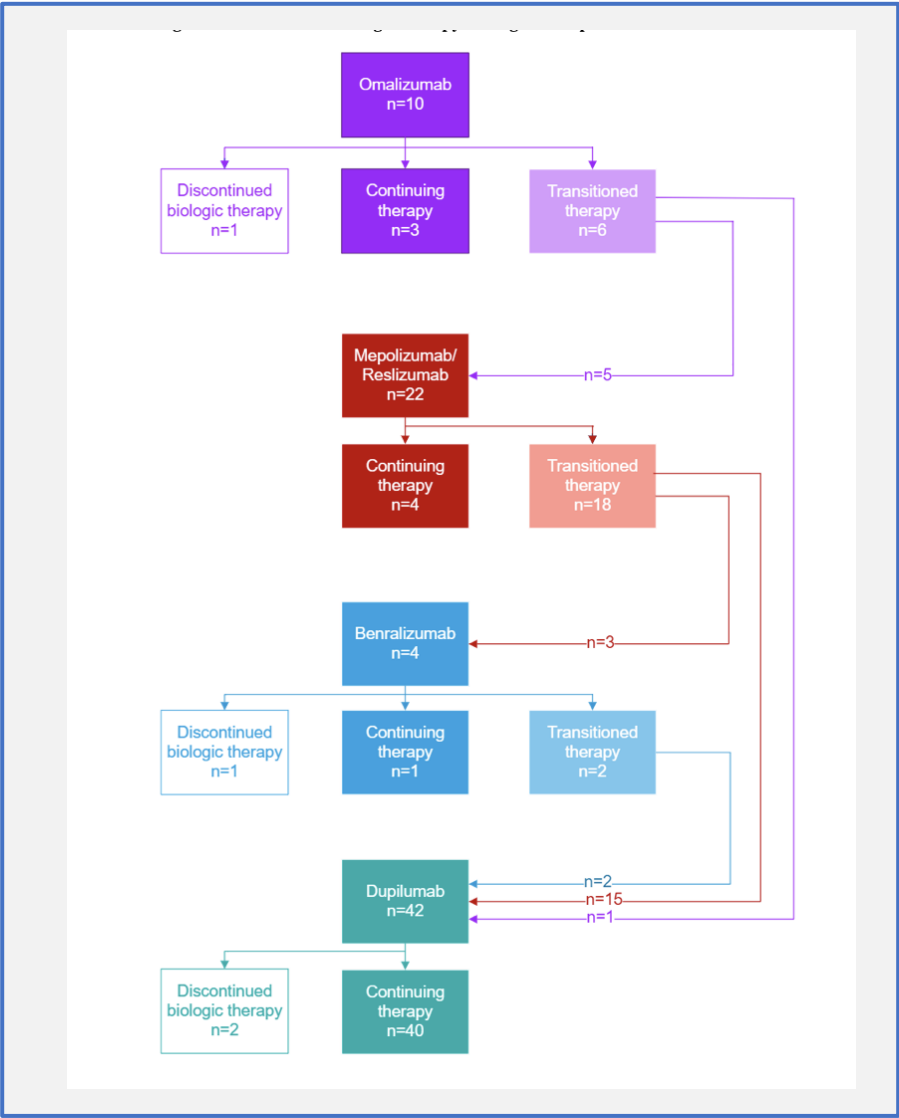 Omalizumab
n=10
Discontinued
biologic therapy
n=1
Continuing
therapy
n=3
Transitioned
therapy
n=6
Mepolizumab/
Reslizumab
n=22
n=5
Continuing
therapy
n=4
Transitioned
therapy
n=18
Benralizumab
n=4
n=3
Discontinued
biologic therapy
n=1
Continuing
therapy
n=1
Transitioned
therapy
n=2
Dupilumab
n=42
n=2
n=15
n=1
Discontinued
biologic therapy
n=2
Continuing
therapy
n=40